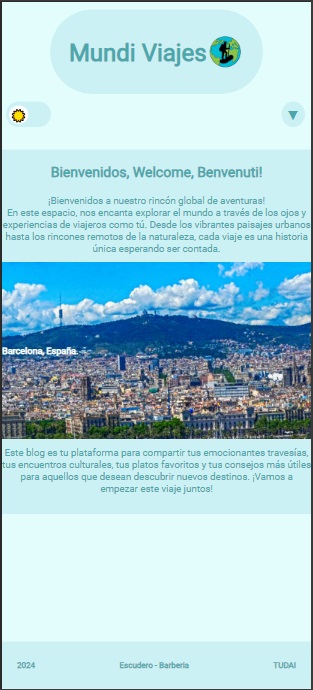 Mundi Viajes
▼
Bienvenidos, Welcome, Benvenuti!
¡Bienvenidos a nuestro rincón global de aventuras!
En este espacio, nos encanta explorar el mundo a través de los ojos y
experiencias de viajeros como tú. Desde los vibrantes paisajes urbanos
hasta los rincones remotos de la naturaleza, cada viaje es una historia
única esperando ser contada.
Barcelona, España.
Este blog es tu plataforma para compartir tus emocionantes travesías,
tus encuentros culturales, tus platos favoritos y tus consejos más útiles
para aquellos que desean descubrir nuevos destinos. ¡Vamos a
empezar este viaje juntos!
2024 Escudero - Barberia TUDAI